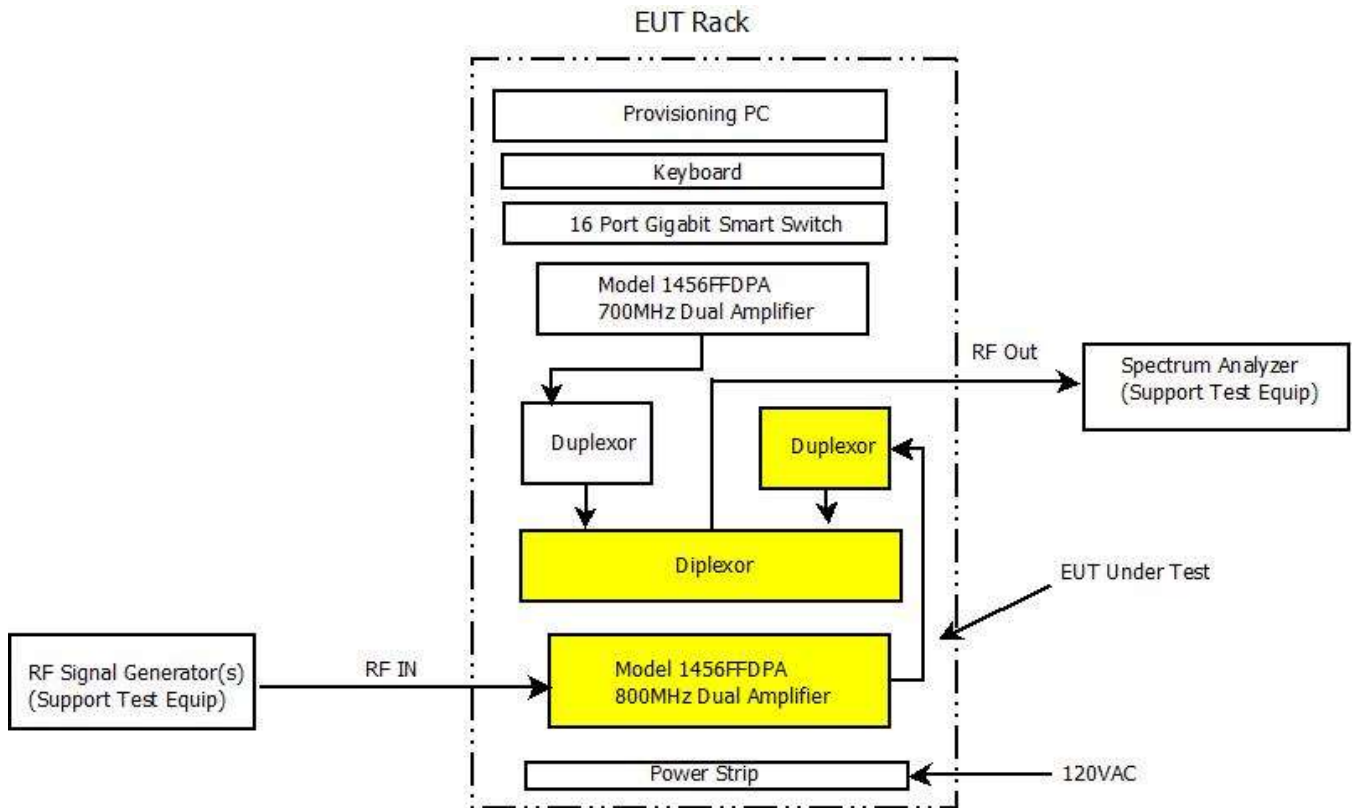 EUT Rack
Provisioning PC
Keyboard
16 Port Gigabit Smart Switch
Model 1456FFDPA
700MHz Dual Amplifier
RF Out
Spectrum Analyzer
(Support Test Equip)
Duplexor
Duplexor
Diplexor
EUT Under Test
RF Signal Generator(s)
(Support Test Equip)
RF IN
Model 1456FFDPA
800MHz Dual Amplifier
Power Strip
120VAC